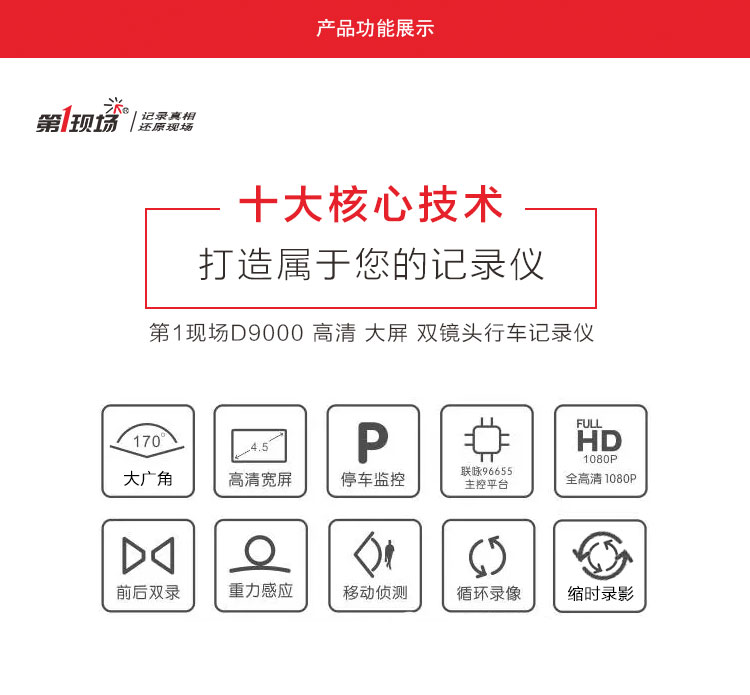 产品功能展示
第1现场®
记录真相
还原现场
十大核心技术
打造属于您的记录仪
第1现场D9000 高清 大屏 双镜头行车记录仪
170°
大广角
4.5
高清宽屏
P
停车监控
联咏96655
主控平台
FULL
HD
1080P
全高清1080P
前后双录
重力感应
移动侦测
循环录像
缩时录影